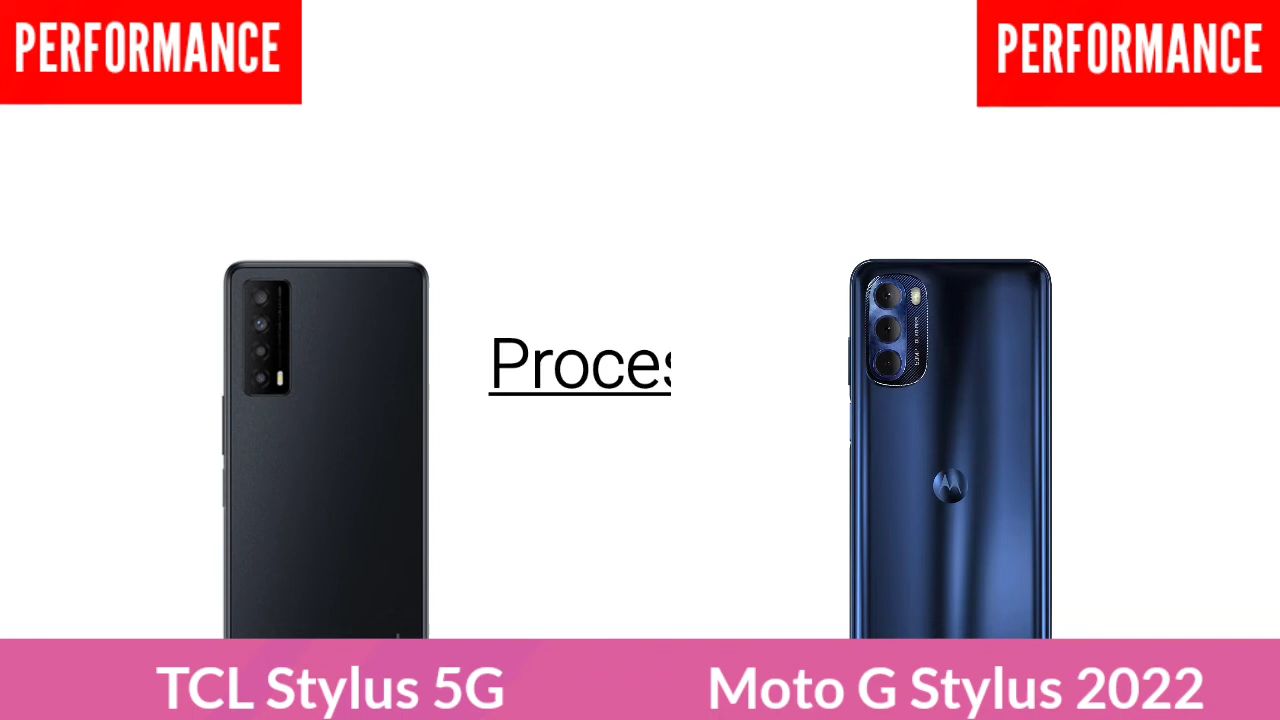 PERFORMANCE
PERFORMANCE
Proces
TCL Stylus 5G
Moto G Stylus 2022